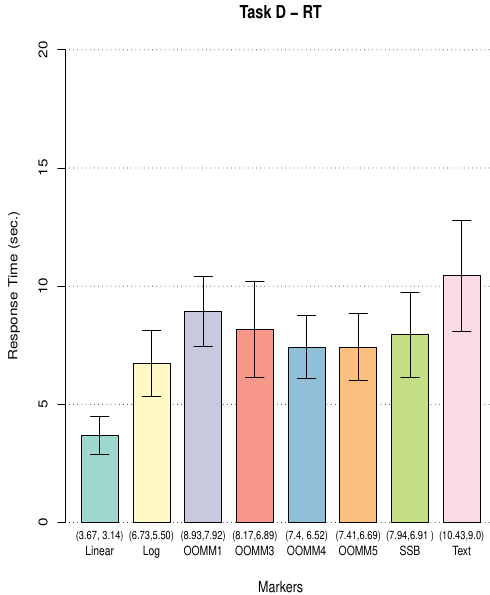 Task D – RT
Response Time (sec.)
20
15
10
5
0
(3.67, 3.14) (6.73,5.50) (8.93,7.92) (8.17,6.89) (7.4, 6.52) (7.41,6.69) (7.94,6.91 ) (10.43,9.0)
Linear Log OOMM1 OOMM3 OOMM4 OOMM5 SSB Text
Markers